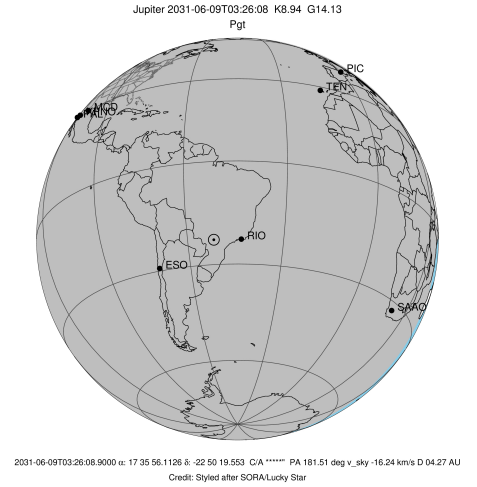 Jupiter 2031-06-09T03:26:08 K8.94 G14.13
Pgt
PIC
TEN
MCD
RIO
ESO
SAAO
2031-06-09T03:26:08.9000 α: 17 35 56.1126 δ: -22 50 19.553 C/A *****" PA 181.51 deg v_sky -16.24 km/s D 04.27 AU
Credit: Styled after SORA/Lucky Star